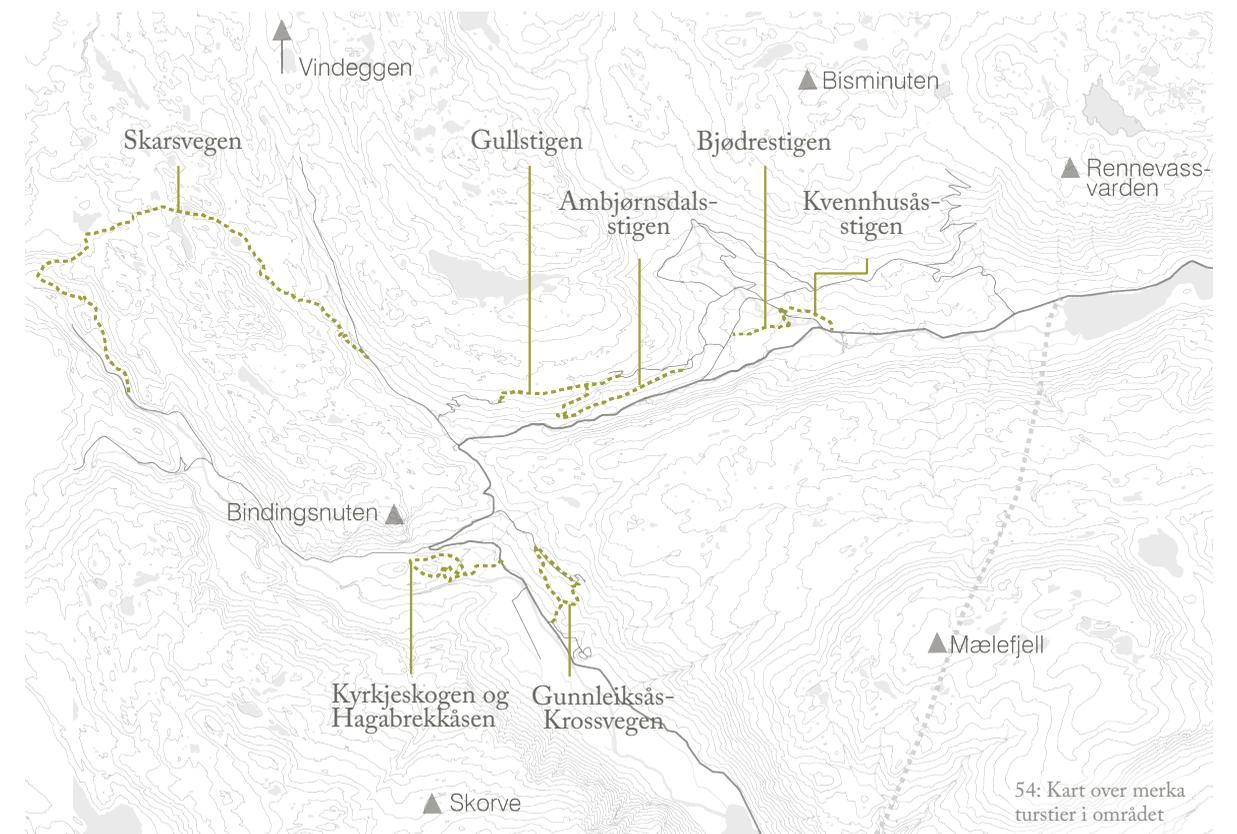 Vindeggen
Bisminuten
Skarsvegen
Gullstigen
Bjødrestigen
Rennevass-
varden
Ambjørnsdals-
stigen
Kvennhusås-
stigen
Bindingsnuten
Mælefjell
Kyrkjeskogen og
Hagabrekkåsen
Gunnleiksås-
Krossvegen
Skorve
54: Kart over merka
turstier i området